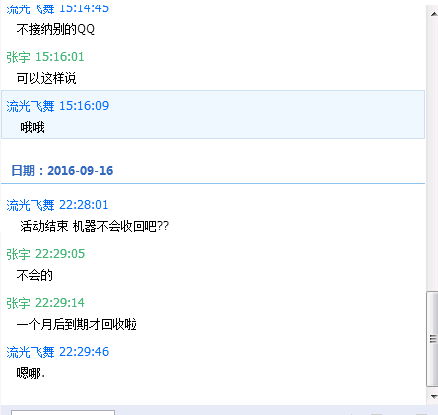 流光飞舞 15:14:45
不接纳别的QQ
张宇 15:16:01
可以这样说
流光飞舞 15:16:09
哦哦
日期：2016-09-16
流光飞舞 22:28:01
活动结束 机器不会收回吧??
张宇 22:29:05
不会的
张宇 22:29:14
一个月后到期才回收啦
流光飞舞 22:29:46
嗯哪.